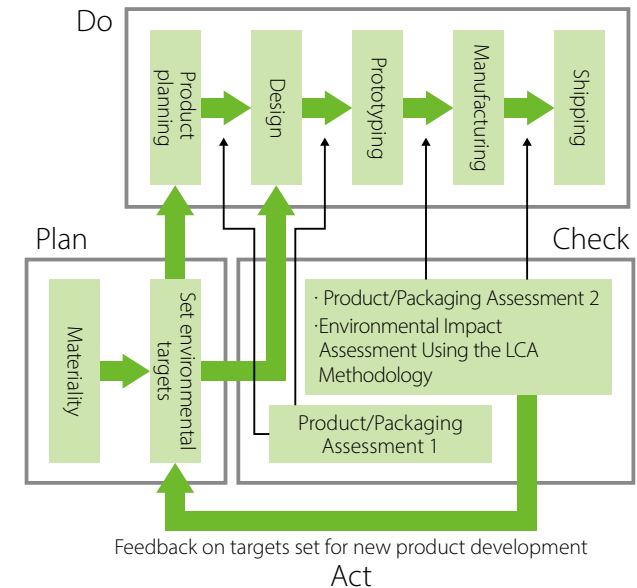 Do
Product
planning
Design
Prototyping
Manufacturing
Shipping
Plan
Check
Materiality
Set environmental
targets
· Product/Packaging Assessment 2
·Environmental Impact
Assessment Using the LCA
Methodology
Product/Packaging
Assessment 1
Feedback on targets set for new product development
Act